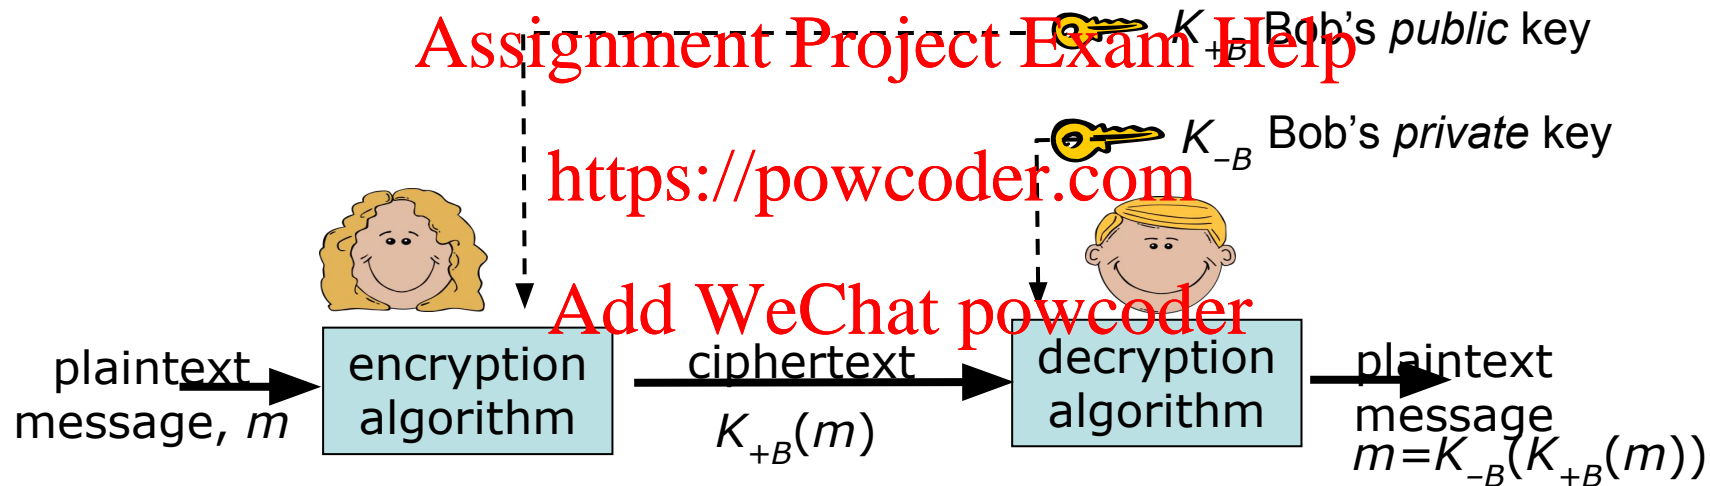 Assignment Project Exam Help
K+B Bob's public key
K–B Bob's private key
https://powcoder.com
Add WeChat powcoder
plaintext
message, m
encryption
algorithm
ciphertext
K+B(m)
decryption
algorithm
plaintext
message
m=K–B(K+B(m))